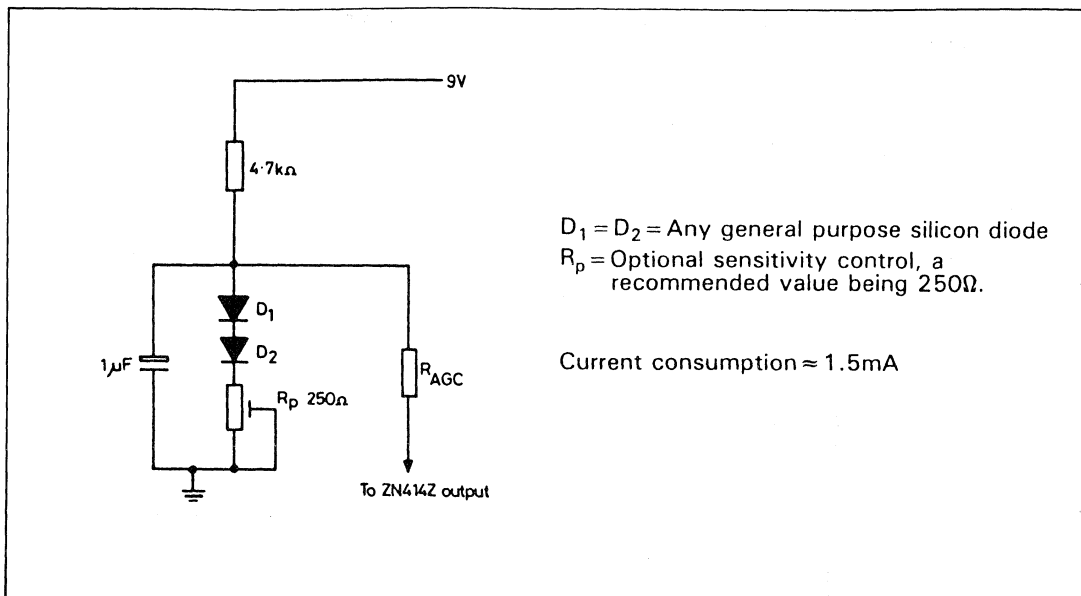 9V
4·7kΩ
D₁ = D₂ = Any general purpose silicon diode
Rₚ = Optional sensitivity control, a
recommended value being 250Ω.
D₁
1µF
D₂
R_AGC
Current consumption ≈ 1.5mA
Rₚ 250Ω
To ZN414Z output